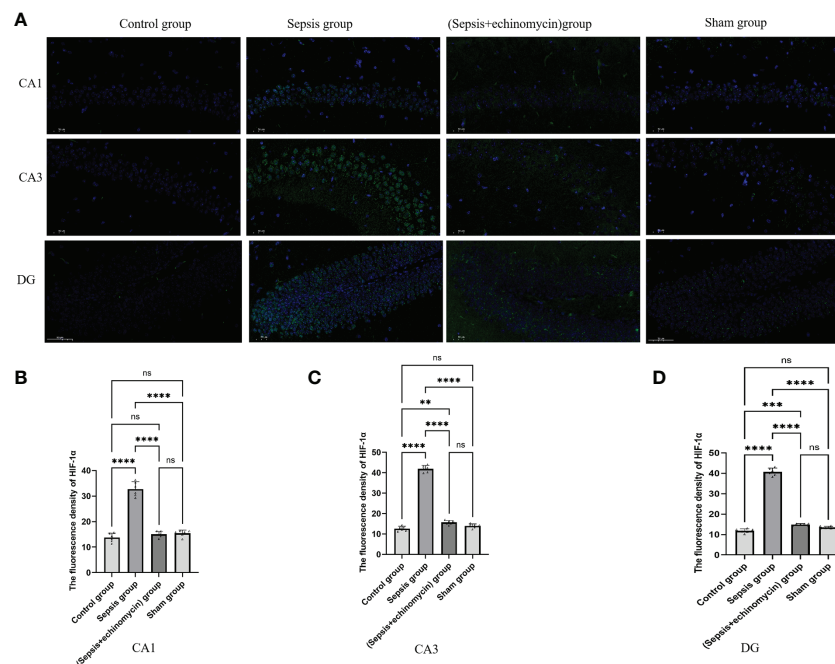 A
Control group Sepsis group (Sepsis+echinomycin)group Sham group
CA1
CA3
DG
B
ns
****
ns
****
**** ns
The fluorescence density of HIF-1α
40
30
20
10
0
Control group
Sepsis group
(Sepsis+echinomycin) group
Sham group
CA1
C
ns
****
**
****
**** ns
The fluorescence density of HIF-1α
50
40
30
20
10
0
Control group
Sepsis group
(Sepsis+echinomycin) group
Sham group
CA3
D
ns
****
***
****
**** ns
The fluorescence density of HIF-1α
50
40
30
20
10
0
Control group
Sepsis group
(Sepsis+echinomycin) group
Sham group
DG